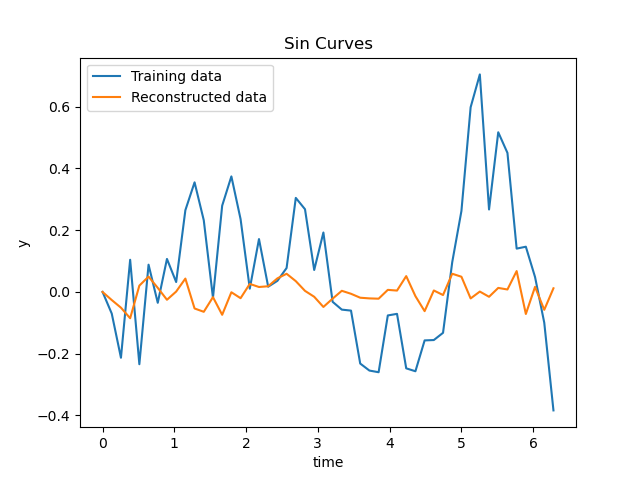 Sin Curves
Training data
Reconstructed data
0.6
0.4
0.2
0.0
−0.2
−0.4
y
0 1 2 3 4 5 6
time